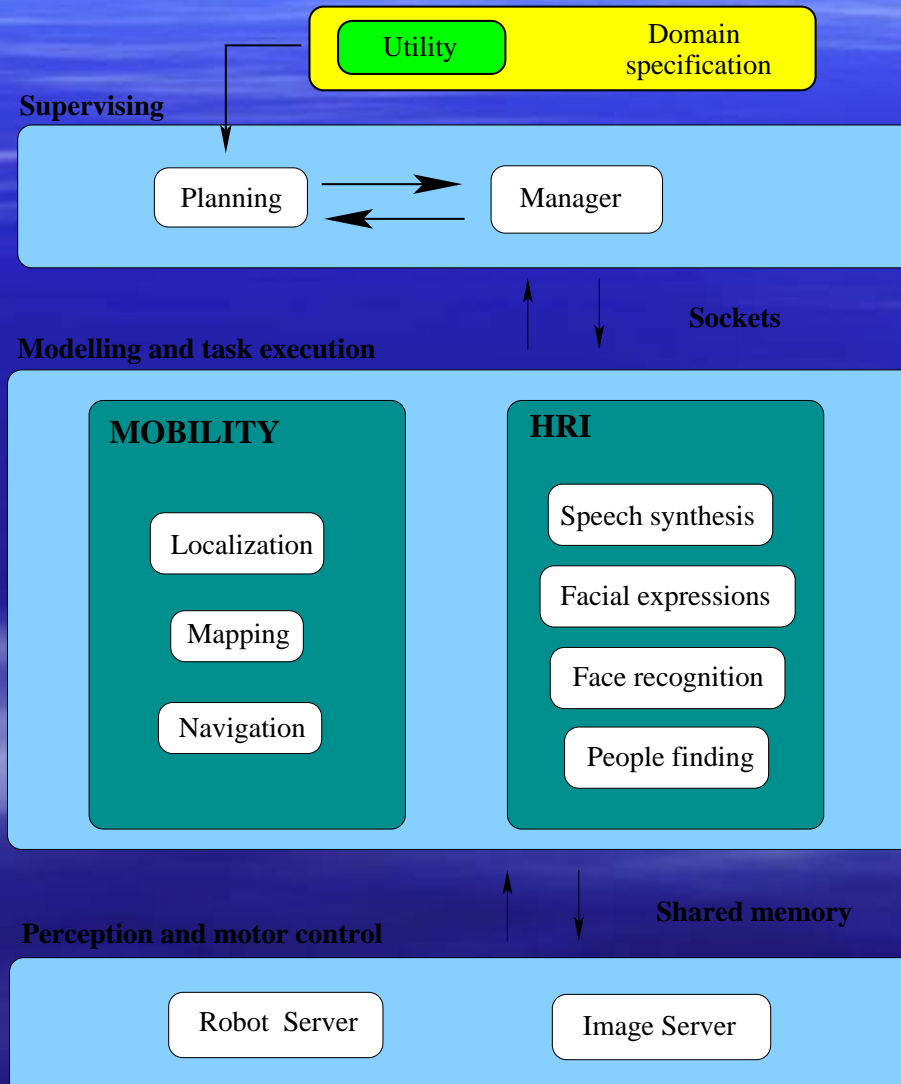 Utility
Domain
specification
Supervising
Planning
Manager
Sockets
Modelling and task execution
MOBILITY
HRI
Localization
Mapping
Navigation
Speech synthesis
Facial expressions
Face recognition
People finding
Shared memory
Perception and motor control
Robot Server
Image Server